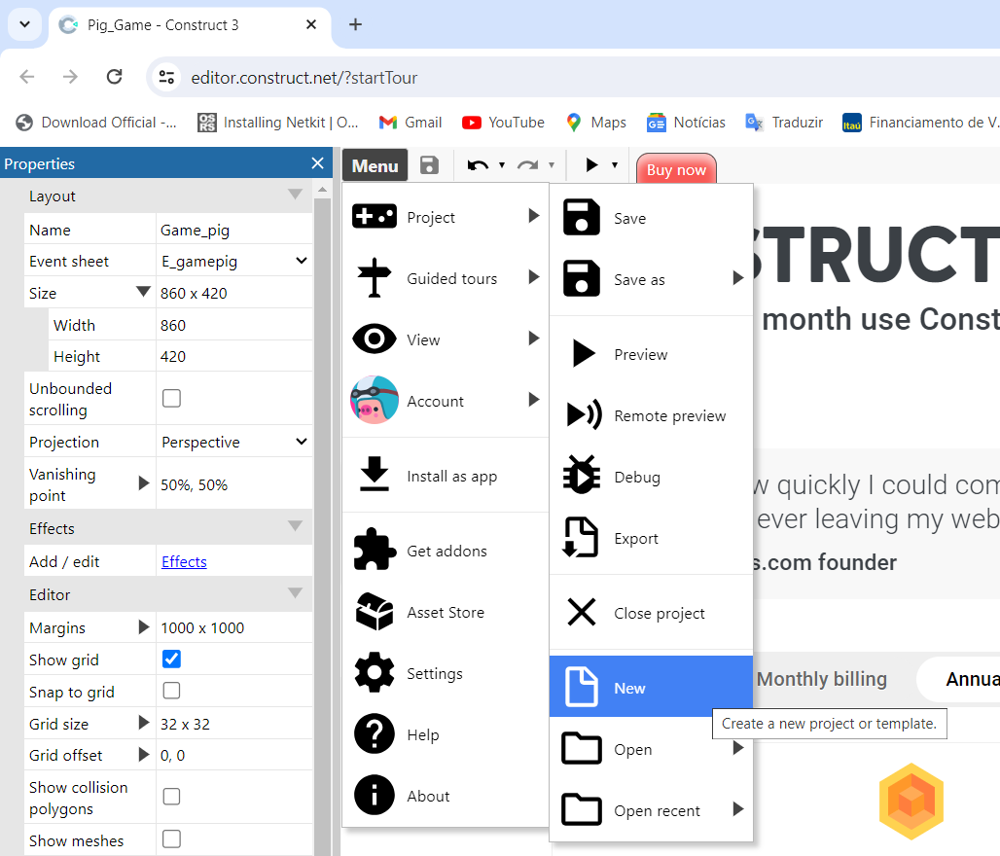 Pig_Game - Construct 3
editor.construct.net/?startTour
Download Official -...
OSRS
Installing Netkit | O...
Gmail
YouTube
Maps
Notícias
Traduzir
Itaú
Financiamento de V.
Properties
Layout
Name
Game_pig
Event sheet
E_gamepig
Size
860 x 420
Width
860
Height
420
Unbounded
scrolling
Projection
Perspective
Vanishing
point
50%, 50%
Effects
Add / edit
Effects
Editor
Margins
1000 x 1000
Show grid
Snap to grid
Grid size
32 x 32
Grid offset
0, 0
Show collision
polygons
Show meshes
Menu
Buy now
Project
Guided tours
View
Account
Install as app
Get addons
Asset Store
Settings
Help
About
Save
Save as
Preview
Remote preview
Debug
Export
Close project
New
Create a new project or template.
Open
Open recent
STRUCT
month use Const
w quickly I could com
ever leaving my web
s.com founder
Monthly billing
Annua